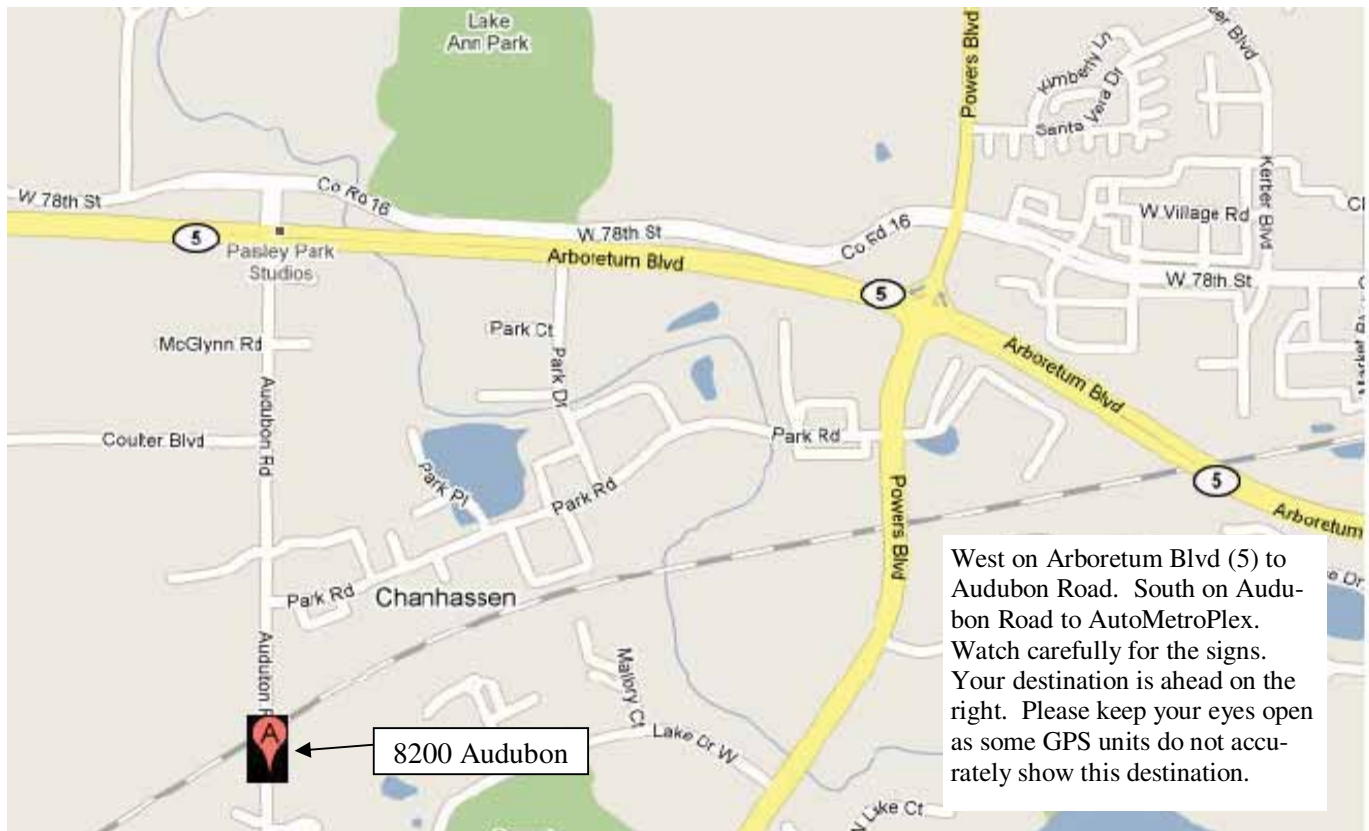 Lake
Ann Park
Powers Blvd
Kimberly Ln
Santa Vera Dr
Blvd
W 78th St
Co Rd 16
W 78th St
Co Rd 16
W Village Rd
Kerber Blvd
5
Paisley Park
Studios
Arboretum Blvd
5
W 78th St
Park Ct
McGlynn Rd
Park Dr
Arboretum Blvd
Audubon Rd
Coulter Blvd
Park Rd
Park Pl
Park Rd
5
Powers Blvd
Arboretum
Park Rd
Chanhassen
Audubon R
Mallory Ct
Lake Dr W
A
8200 Audubon
West on Arboretum Blvd (5) to
Audubon Road. South on Audu-
bon Road to AutoMetroPlex.
Watch carefully for the signs.
Your destination is ahead on the
right. Please keep your eyes open
as some GPS units do not accu-
rately show this destination.
Dr
Lake Ct